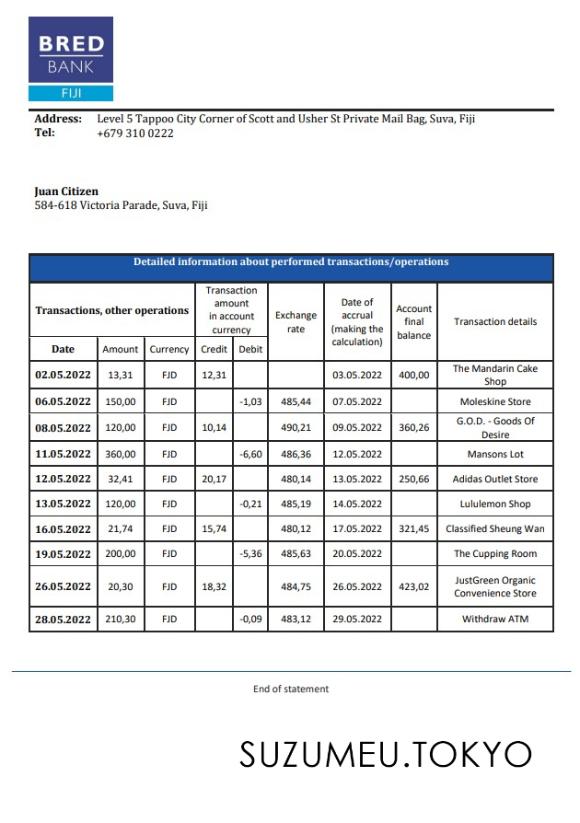 BRED
BANK
FIJI
Address: Level 5 Tappoo City Corner of Scott and Usher St Private Mail Bag, Suva, Fiji
Tel: +679 310 0222
Juan Citizen
584-618 Victoria Parade, Suva, Fiji
Detailed information about performed transactions/operations
Transactions, other operations
Transaction
amount
in account
currency
Exchange
rate
Date of
accrual
(making the
calculation)
Account
final
balance
Transaction details
Date Amount Currency Credit Debit
02.05.2022 13,31 FJD 12,31 03.05.2022 400,00 The Mandarin Cake
Shop
06.05.2022 150,00 FJD -1,03 485,44 07.05.2022 Moleskine Store
08.05.2022 120,00 FJD 10,14 490,21 09.05.2022 360,26 G.O.D. - Goods Of
Desire
11.05.2022 360,00 FJD -6,60 486,36 12.05.2022 Mansons Lot
12.05.2022 32,41 FJD 20,17 480,14 13.05.2022 250,66 Adidas Outlet Store
13.05.2022 120,00 FJD -0,21 485,19 14.05.2022 Lululemon Shop
16.05.2022 21,74 FJD 15,74 480,12 17.05.2022 321,45 Classified Sheung Wan
19.05.2022 200,00 FJD -5,36 485,63 20.05.2022 The Cupping Room
26.05.2022 20,30 FJD 18,32 484,75 26.05.2022 423,02 JustGreen Organic
Convenience Store
28.05.2022 210,30 FJD -0,09 483,12 29.05.2022 Withdraw ATM
End of statement
SUZUMEU.TOKYO